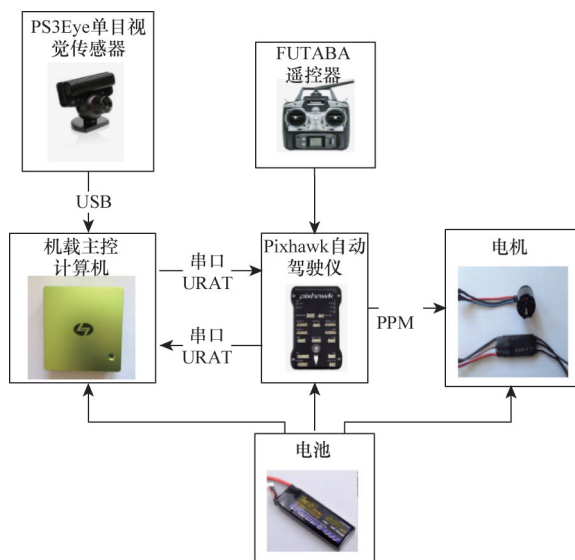 PS3Eye单目视
觉传感器
FUTABA
遥控器
USB
机载主控
计算机
串口
URAT
串口
URAT
Pixhawk自动
驾驶仪
pixhawk
PPM
电机
电池